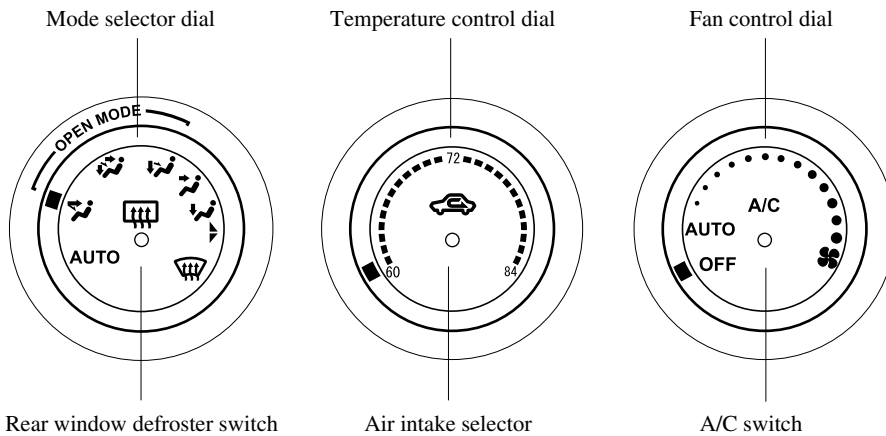 Mode selector dial
Temperature control dial
Fan control dial
OPEN MODE
AUTO
72
60
84
A/C
AUTO
OFF
Rear window defroster switch
Air intake selector
A/C switch